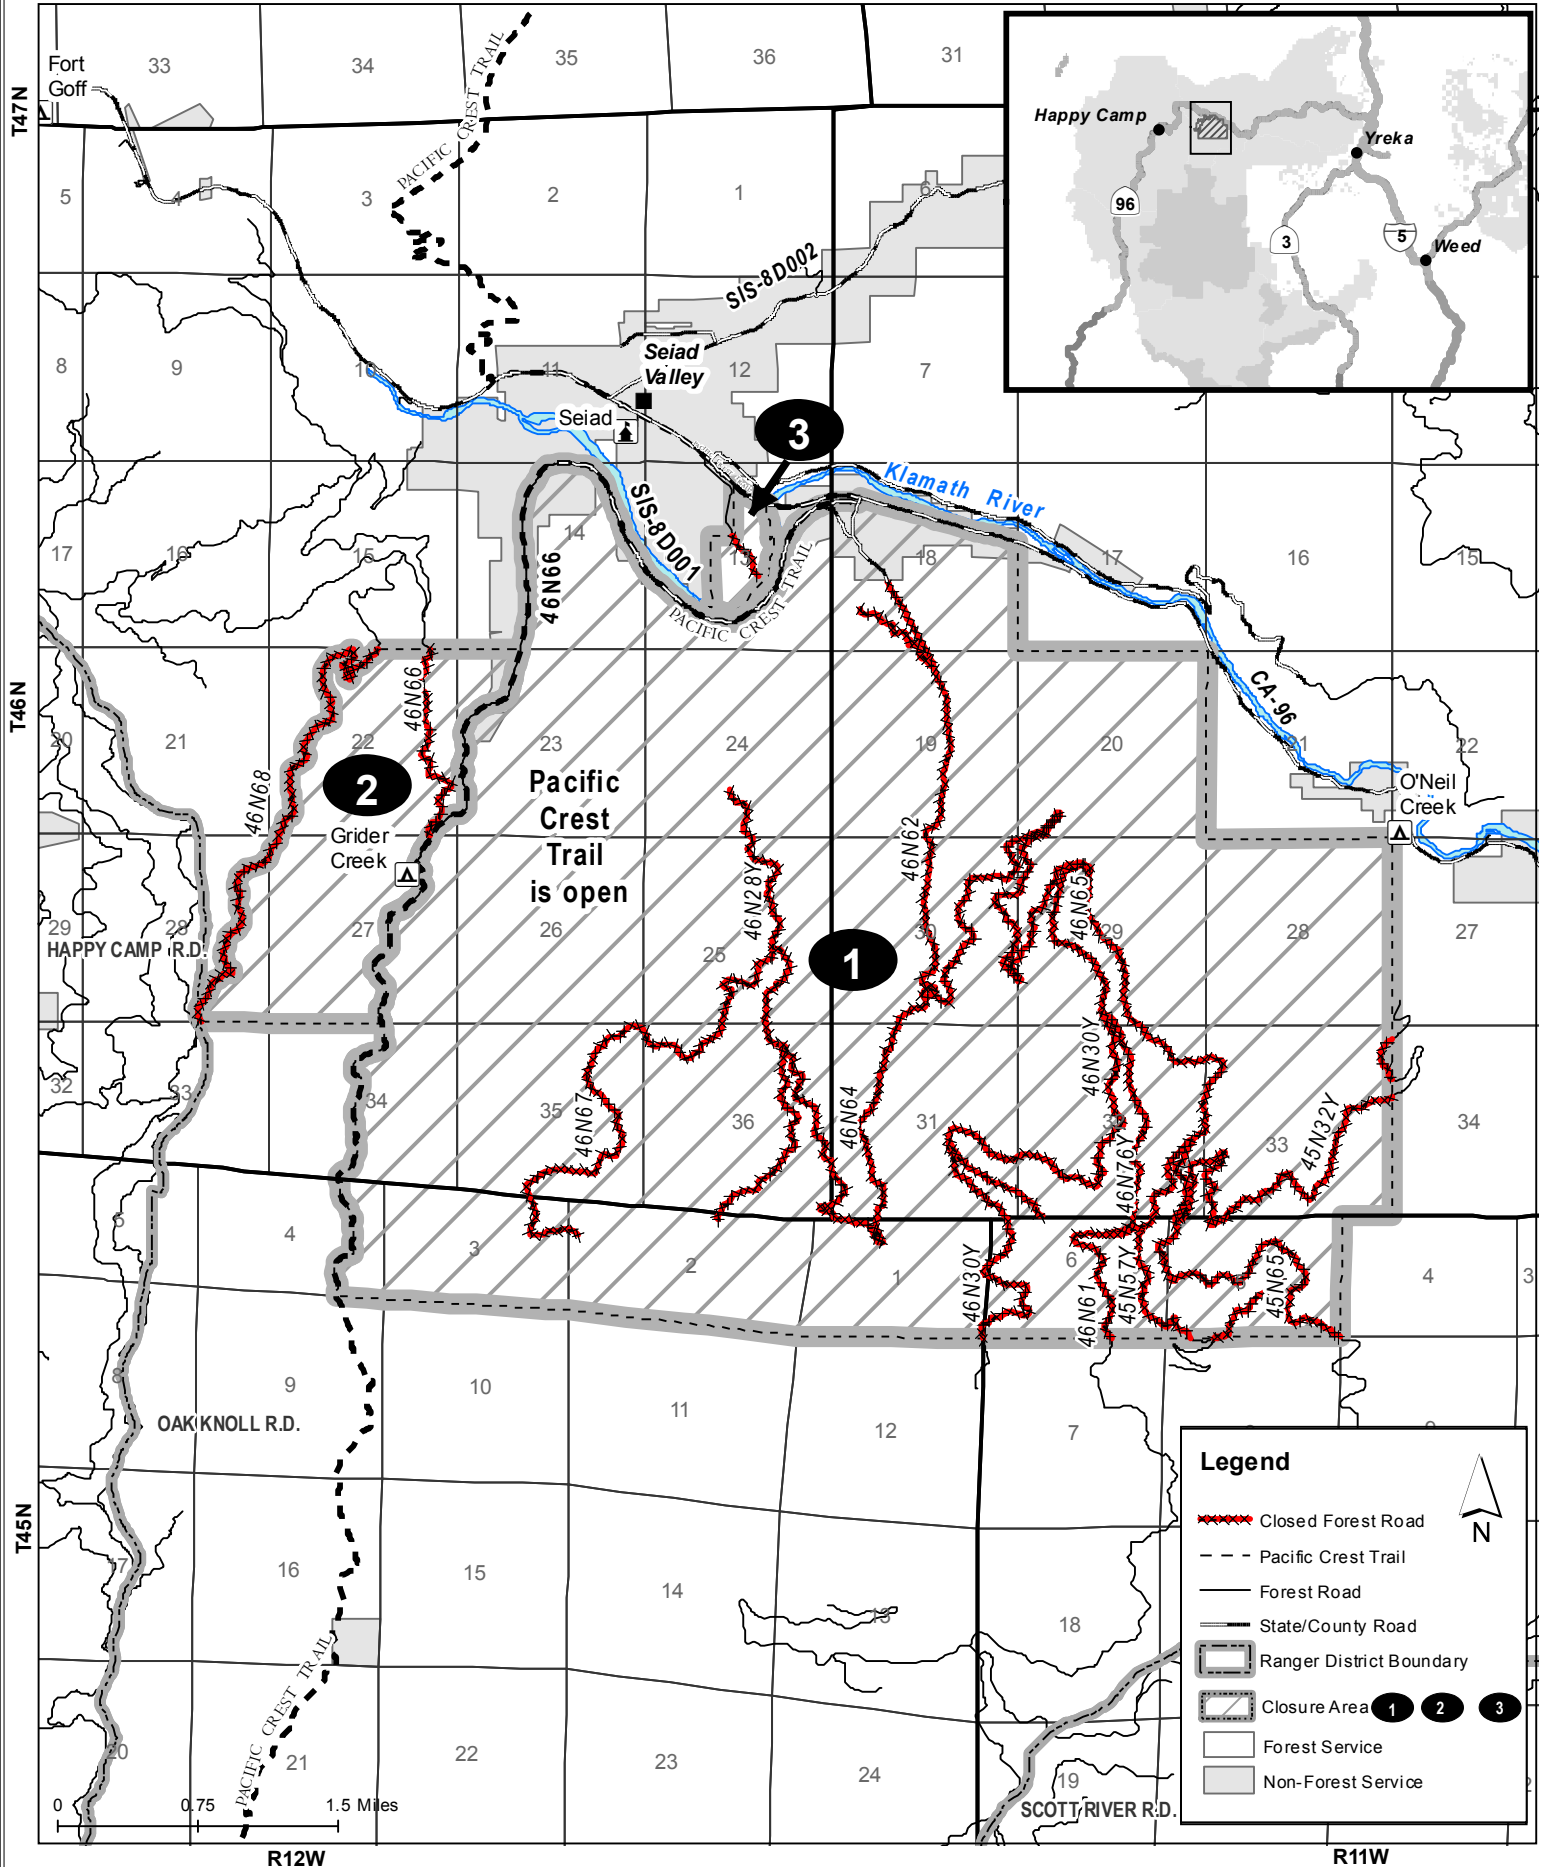 33
34
35
36
31
Fort
Goff
T47N
PACIFIC CREST TRAIL
PACIFIC CREST TRAIL
5
4
3
2
1
6
SIS-8D002
8
9
10
11
12
7
Seiad
Valley
Seiad
3
Klamath River
17
16
15
14
13
18
17
16
15
SIS-8D001
46N66
PACIFIC CREST TRAIL
T46N
20
21
22
23
24
19
20
21
22
46N66
CA-96
46N68
2
Grider
Creek
Pacific
Crest
Trail
is open
46N62
O'Neil
Creek
46N28Y
46N65
29
28
27
26
25
30
29
28
27
HAPPY CAMP R.D.
1
32
33
34
35
36
31
33
34
46N67
46N64
46N30Y
46N76Y
45N32Y
4
3
2
1
6
5
4
3
46N30Y
46N61
45N57Y
45N65
8
9
10
11
12
7
OAK KNOLL R.D.
T45N
17
16
15
14
13
18
20
21
22
23
24
19
PACIFIC CREST TRAIL
SCOTT RIVER R.D.
0 0.75 1.5 Miles
R12W
R11W
Happy Camp
Yreka
96
3
5
Weed
Legend
N
Closed Forest Road
Pacific Crest Trail
Forest Road
State/County Road
Ranger District Boundary
Closure Area 1 2 3
Forest Service
Non-Forest Service